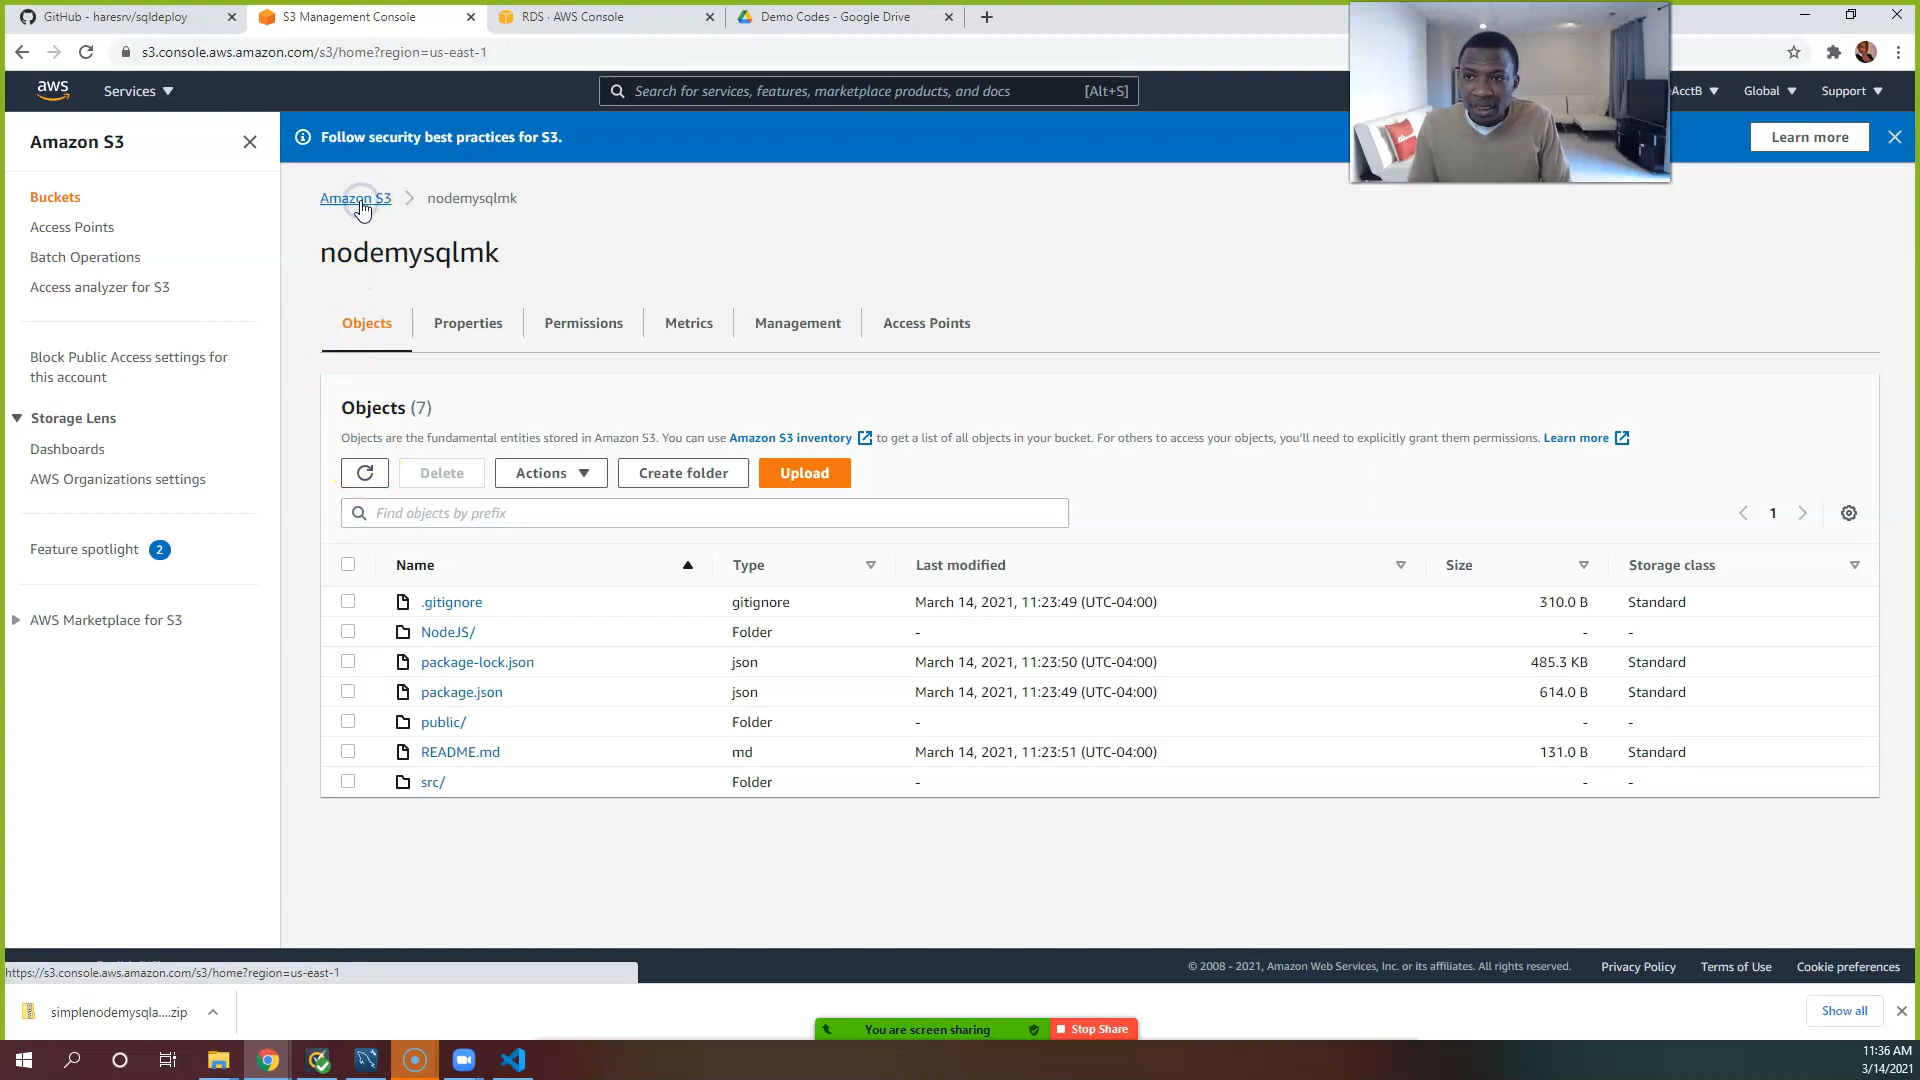 GitHub - haresrv/sqldeploy
S3 Management Console
RDS · AWS Console
Demo Codes - Google Drive
s3.console.aws.amazon.com/s3/home?region=us-east-1
aws
Services
Search for services, features, marketplace products, and docs
[Alt+S]
AcctB
Global
Support
Amazon S3
Follow security best practices for S3.
Learn more
Buckets
Access Points
Batch Operations
Access analyzer for S3
Block Public Access settings for
this account
Storage Lens
Dashboards
AWS Organizations settings
Feature spotlight 2
AWS Marketplace for S3
Amazon S3 > nodemysqlmk
nodemysqlmk
Objects
Properties
Permissions
Metrics
Management
Access Points
Objects (7)
Objects are the fundamental entities stored in Amazon S3. You can use Amazon S3 inventory to get a list of all objects in your bucket. For others to access your objects, you'll need to explicitly grant them permissions. Learn more
Delete
Actions
Create folder
Upload
Find objects by prefix
1
Name Type Last modified Size Storage class
.gitignore gitignore March 14, 2021, 11:23:49 (UTC-04:00) 310.0 B Standard
NodeJS/ Folder - - -
package-lock.json json March 14, 2021, 11:23:50 (UTC-04:00) 485.3 KB Standard
package.json json March 14, 2021, 11:23:49 (UTC-04:00) 614.0 B Standard
public/ Folder - - -
README.md md March 14, 2021, 11:23:51 (UTC-04:00) 131.0 B Standard
src/ Folder - - -
https://s3.console.aws.amazon.com/s3/home?region=us-east-1
© 2008 - 2021, Amazon Web Services, Inc. or its affiliates. All rights reserved.
Privacy Policy
Terms of Use
Cookie preferences
simplenodemysqla....zip
Show all
You are screen sharing
Stop Share
11:36 AM
3/14/2021